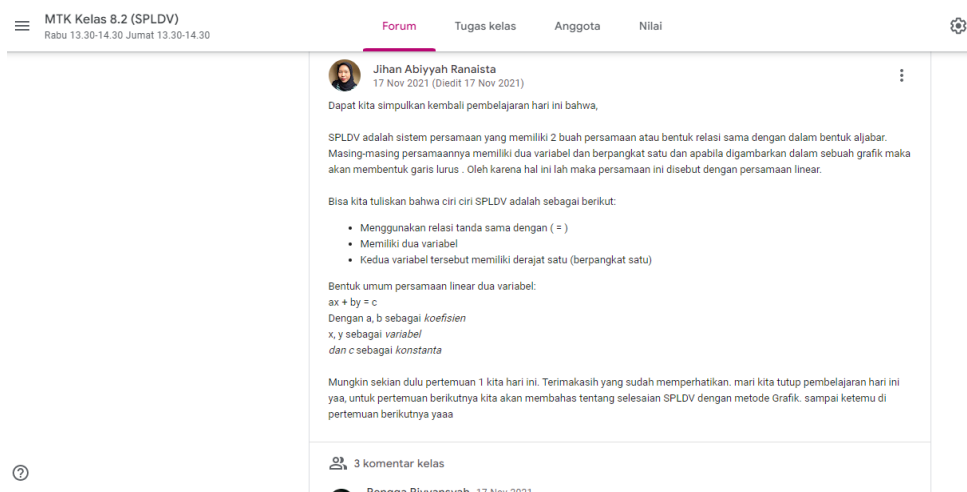 MTK Kelas 8.2 (SPLDV)
Rabu 13.30-14.30 Jumat 13.30-14.30
Forum
Tugas kelas
Anggota
Nilai
Jihan Abiyyah Ranaista
17 Nov 2021 (Diedit 17 Nov 2021)
Dapat kita simpulkan kembali pembelajaran hari ini bahwa,
SPLDV adalah sistem persamaan yang memiliki 2 buah persamaan atau bentuk relasi sama dengan dalam bentuk aljabar.
Masing-masing persamaannya memiliki dua variabel dan berpangkat satu dan apabila digambarkan dalam sebuah grafik maka
akan membentuk garis lurus . Oleh karena hal ini lah maka persamaan ini disebut dengan persamaan linear.
Bisa kita tuliskan bahwa ciri ciri SPLDV adalah sebagai berikut:
• Menggunakan relasi tanda sama dengan ( = )
• Memiliki dua variabel
• Kedua variabel tersebut memiliki derajat satu (berpangkat satu)
Bentuk umum persamaan linear dua variabel:
ax + by = c
Dengan a, b sebagai koefisien
x, y sebagai variabel
dan c sebagai konstanta
Mungkin sekian dulu pertemuan 1 kita hari ini. Terimakasih yang sudah memperhatikan. mari kita tutup pembelajaran hari ini
yaa, untuk pertemuan berikutnya kita akan membahas tentang selesaian SPLDV dengan metode Grafik. sampai ketemu di
pertemuan berikutnya yaaa
3 komentar kelas
17 Nov 2021